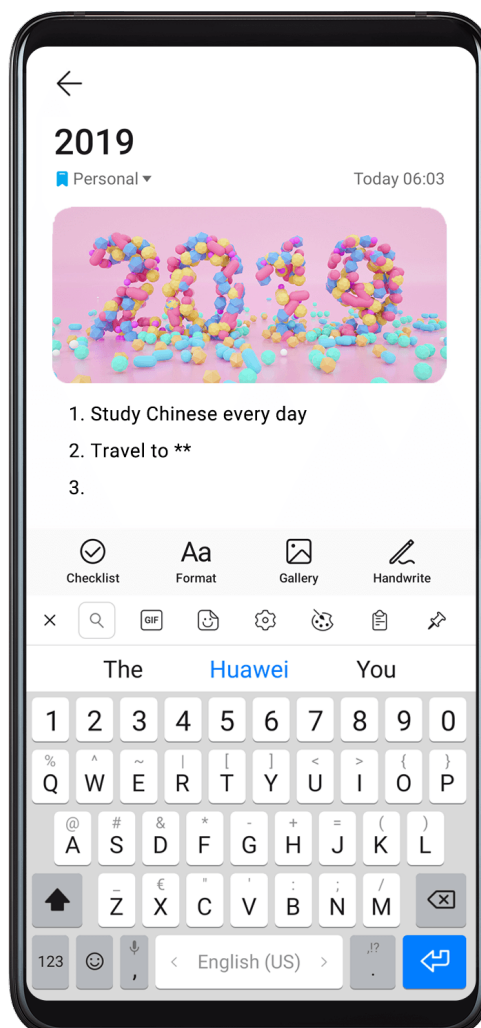 2019
Personal
Today 06:03
2019
1. Study Chinese every day
2. Travel to **
3.
Checklist
Aa
Format
Gallery
Handwrite
GIF
The Huawei You
1 2 3 4 5 6 7 8 9 0
% ^ ~ | [ ] < > { }
Q W E R T Y U I O P
@ # & * - + = ( )
A S D F G H J K L
_ € " ' : ; /
Z X C V B N M
123 , < English (US) > ,!? .